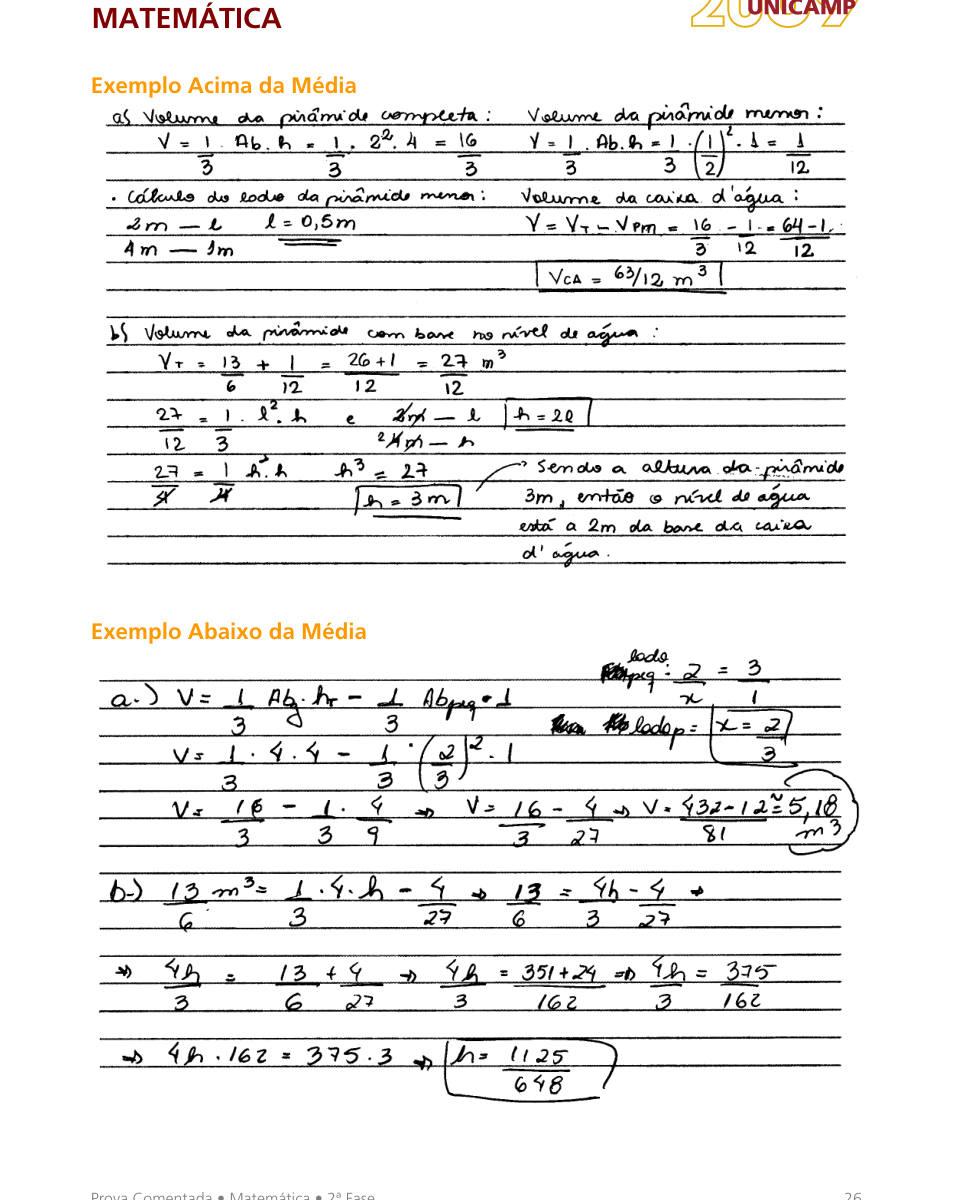 MATEMÁTICA
2009 UNICAMP
Exemplo Acima da Média
a) Volume da pirâmide completa:
V = 1/3 . Ab. h = 1/3 . 2² . 4 = 16/3
Volume da pirâmide menor:
V = 1/3 . Ab. h = 1/3 . (1/2)² . 1 = 1/12
. Cálculo do lado da pirâmide menor:
2m — l l = 0,5m
4m — 1m
Volume da caixa d'água:
V = VT – VPM = 16/3 – 1/12 = 64-1/12
VCA = 63/12 m³
b) Volume da pirâmide com base no nível de água:
VT = 13/6 + 1/12 = 26+1/12 = 27/12 m³
27/12 = 1/3 . l² . h e 2m — l h = 2l
2 4m — h
27/4 = 1/4 h² . h h³ = 27
h = 3m
→ Sendo a altura da pirâmide
3m, então o nível de água
está a 2m da base da caixa
d'água.
Exemplo Abaixo da Média
lado
peq: 2/x = 3/1
a-) V = 1/3 Abg. hT – 1/3 Abpeq . 1
lado p = x = 2/3
V = 1/3 . 4 . 4 – 1/3 . (2/3)² . 1
V = 16/3 – 1/3 . 4/9 ⇒ V = 16/3 – 4/27 ⇒ V = 432-12/81 ≅ 5,18 m³
b-) 13/6 m³ = 1/3 . 4 . h – 4/27 ⇒ 13/6 = 4h/3 – 4/27 ⇒
⇒ 4h/3 = 13/6 + 4/27 ⇒ 4h/3 = 351+24/162 ⇒ 4h/3 = 375/162
⇒ 4h . 162 = 375 . 3 ⇒ h = 1125/648
Prova Comentada • Matemática • 2ª Fase 26